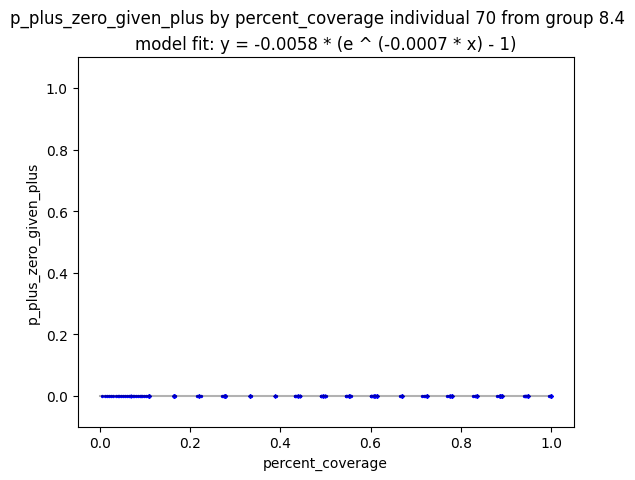 p_plus_zero_given_plus by percent_coverage individual 70 from group 8.4
model fit: y = -0.0058 * (e ^ (-0.0007 * x) - 1)
p_plus_zero_given_plus
1.0
0.8
0.6
0.4
0.2
0.0
0.0 0.2 0.4 0.6 0.8 1.0
percent_coverage